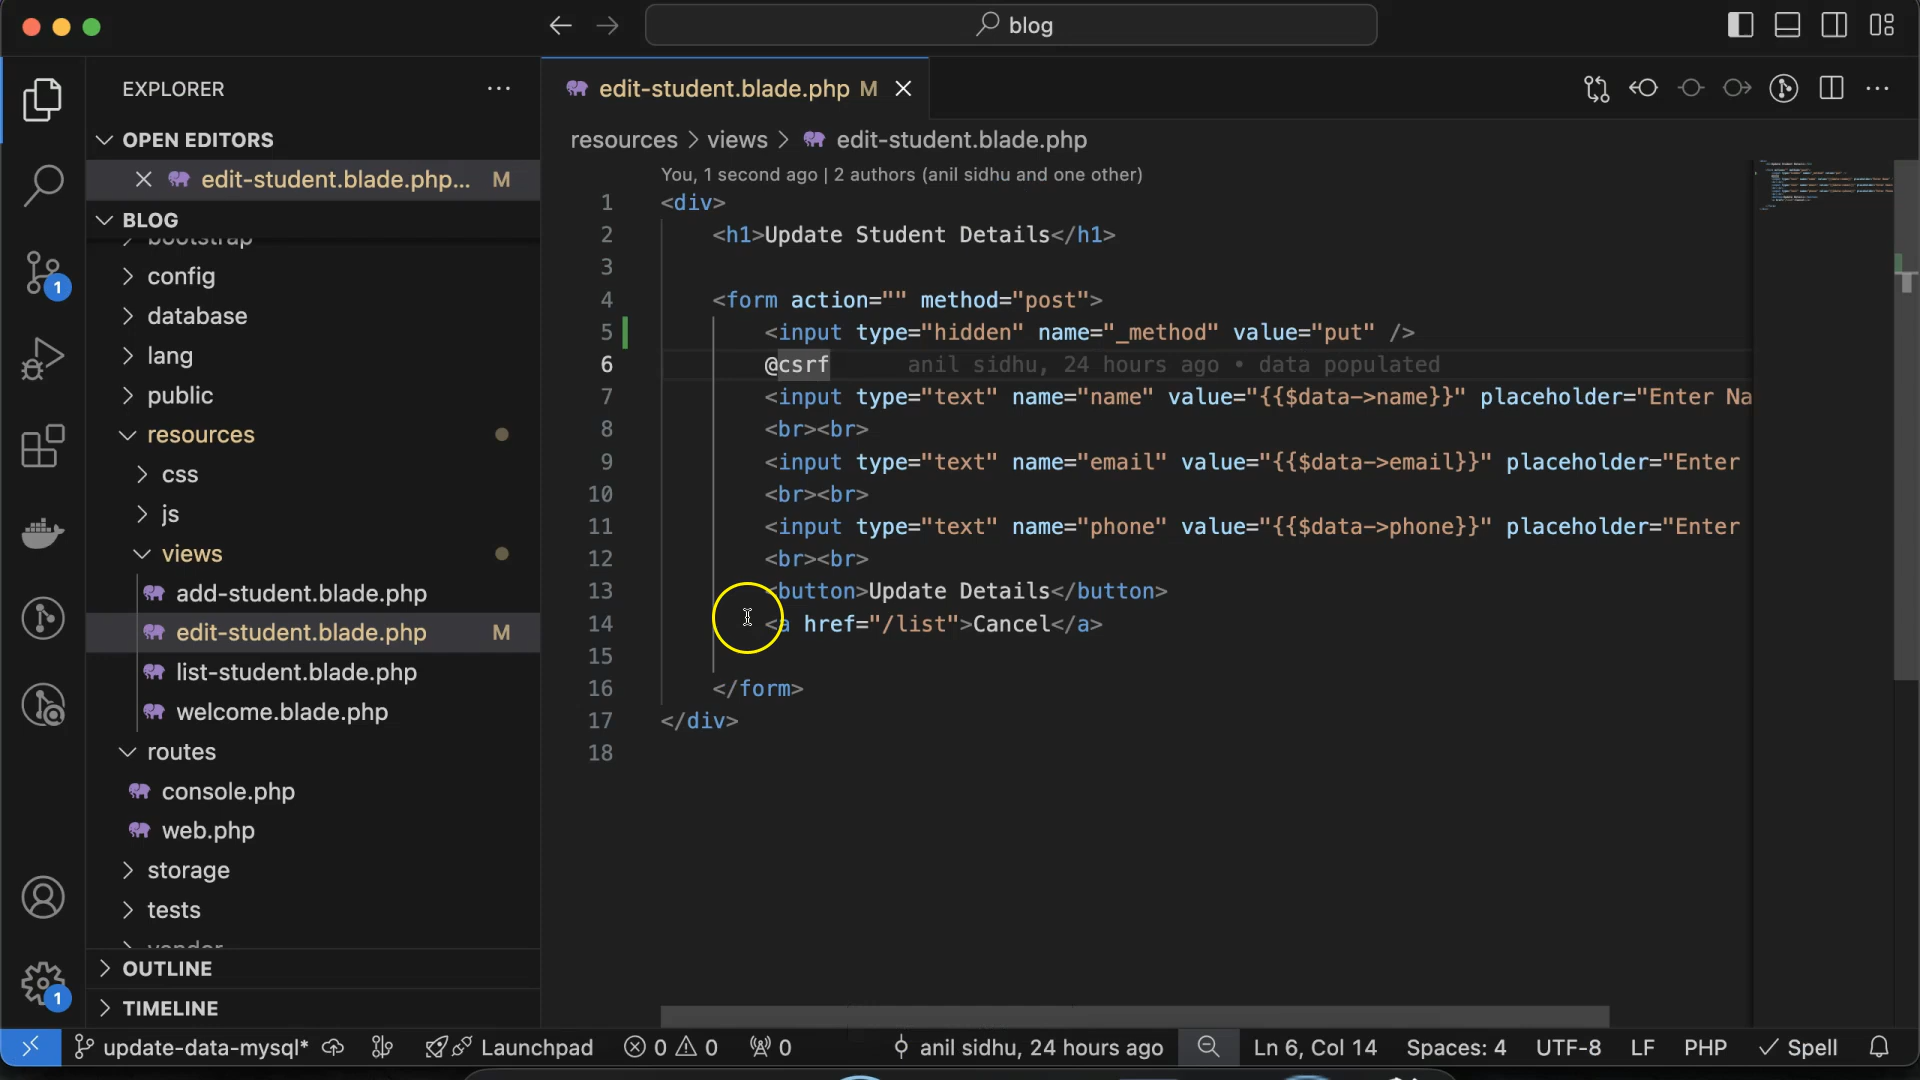 blog
EXPLORER
OPEN EDITORS
edit-student.blade.php... M
BLOG
bootstrap
config
database
lang
public
resources
css
js
views
add-student.blade.php
edit-student.blade.php M
list-student.blade.php
welcome.blade.php
routes
console.php
web.php
storage
tests
vendor
OUTLINE
TIMELINE
1
1
edit-student.blade.php M
resources > views > edit-student.blade.php
You, 1 second ago | 2 authors (anil sidhu and one other)
1 <div>
2 <h1>Update Student Details</h1>
3
4 <form action="" method="post">
5 <input type="hidden" name="_method" value="put" />
6 @csrf anil sidhu, 24 hours ago • data populated
7 <input type="text" name="name" value="{{$data->name}}" placeholder="Enter Na
8 <br><br>
9 <input type="text" name="email" value="{{$data->email}}" placeholder="Enter
10 <br><br>
11 <input type="text" name="phone" value="{{$data->phone}}" placeholder="Enter
12 <br><br>
13 <button>Update Details</button>
14 <a href="/list">Cancel</a>
15
16 </form>
17 </div>
18
update-data-mysql* Launchpad 0 0 0 anil sidhu, 24 hours ago Ln 6, Col 14 Spaces: 4 UTF-8 LF PHP Spell